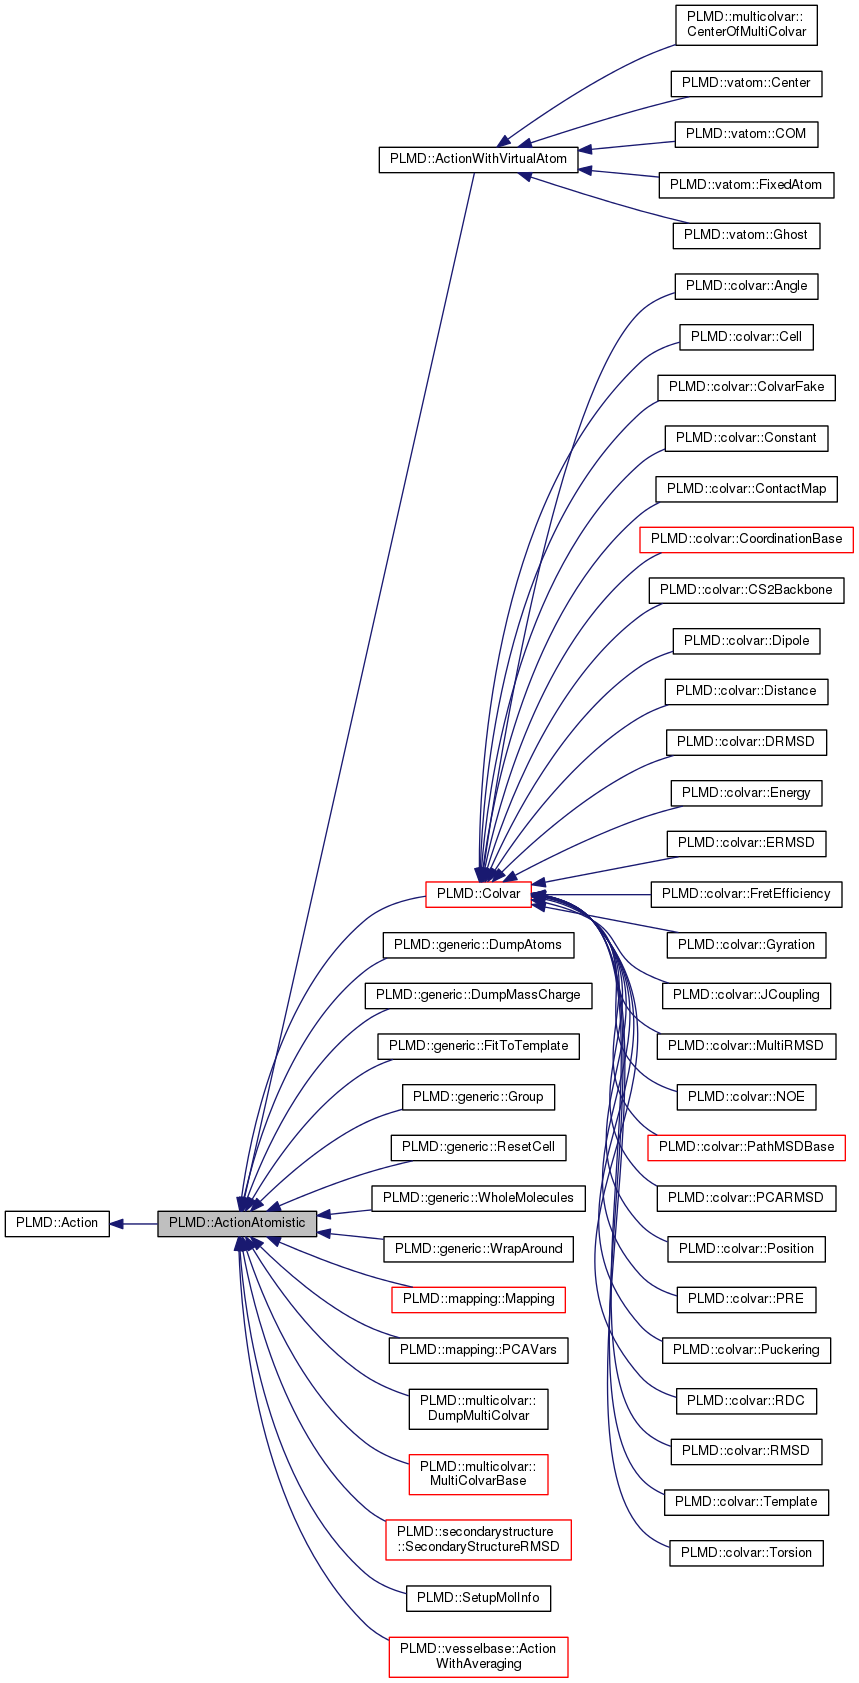 PLMD::multicolvar::
CenterOfMultiColvar
PLMD::vatom::Center
PLMD::vatom::COM
PLMD::ActionWithVirtualAtom
PLMD::vatom::FixedAtom
PLMD::vatom::Ghost
PLMD::colvar::Angle
PLMD::colvar::Cell
PLMD::colvar::ColvarFake
PLMD::colvar::Constant
PLMD::colvar::ContactMap
PLMD::colvar::CoordinationBase
PLMD::colvar::CS2Backbone
PLMD::colvar::Dipole
PLMD::colvar::Distance
PLMD::colvar::DRMSD
PLMD::colvar::Energy
PLMD::colvar::ERMSD
PLMD::Colvar
PLMD::colvar::FretEfficiency
PLMD::generic::DumpAtoms
PLMD::colvar::Gyration
PLMD::generic::DumpMassCharge
PLMD::colvar::JCoupling
PLMD::generic::FitToTemplate
PLMD::colvar::MultiRMSD
PLMD::generic::Group
PLMD::colvar::NOE
PLMD::generic::ResetCell
PLMD::colvar::PathMSDBase
PLMD::generic::WholeMolecules
PLMD::colvar::PCARMSD
PLMD::Action
PLMD::ActionAtomistic
PLMD::generic::WrapAround
PLMD::colvar::Position
PLMD::mapping::Mapping
PLMD::colvar::PRE
PLMD::mapping::PCAVars
PLMD::colvar::Puckering
PLMD::multicolvar::
DumpMultiColvar
PLMD::colvar::RDC
PLMD::multicolvar::
MultiColvarBase
PLMD::colvar::RMSD
PLMD::colvar::Template
PLMD::secondarystructure
::SecondaryStructureRMSD
PLMD::colvar::Torsion
PLMD::SetupMolInfo
PLMD::vesselbase::Action
WithAveraging